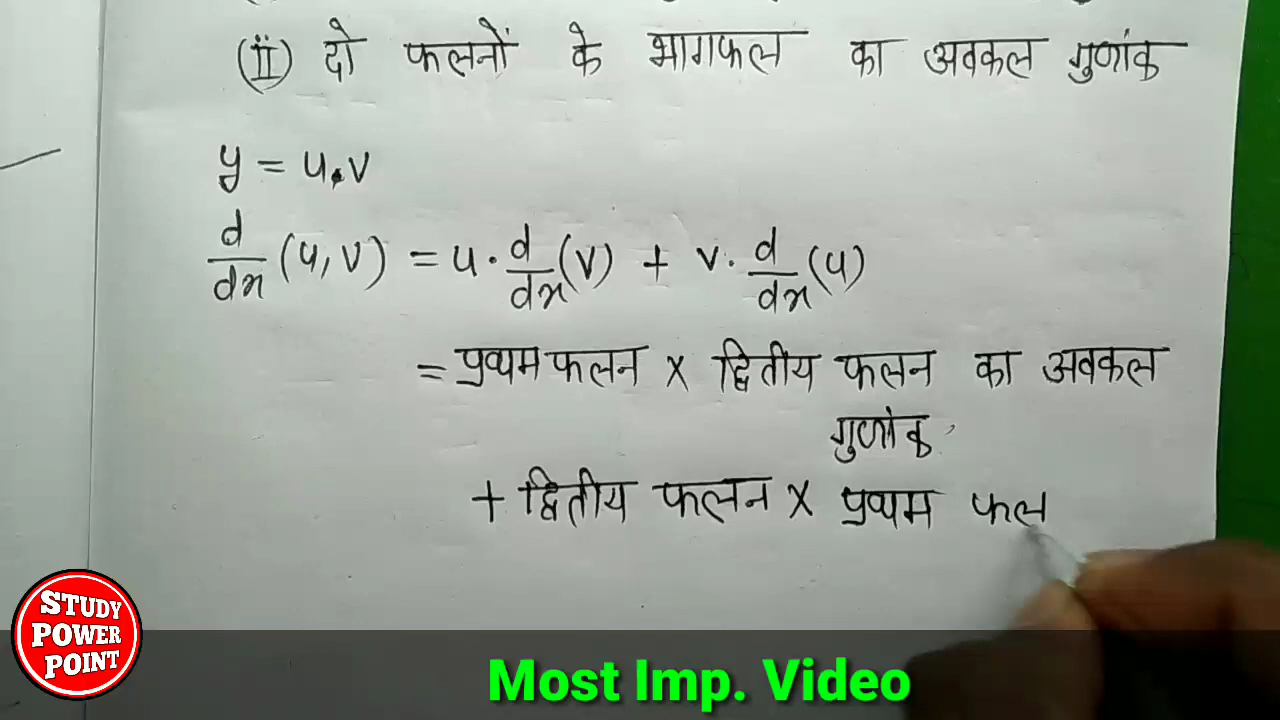 (ii) दो फलनों के भागफल का अवकल गुणांक
y = u.v
d/dx (u,v) = u . d/dx (v) + v . d/dx (u)
= प्रथम फलन x द्वितीय फलन का अवकल
गुणांक
+ द्वितीय फलन x प्रथम फल
STUDY
POWER
POINT
Most Imp. Video